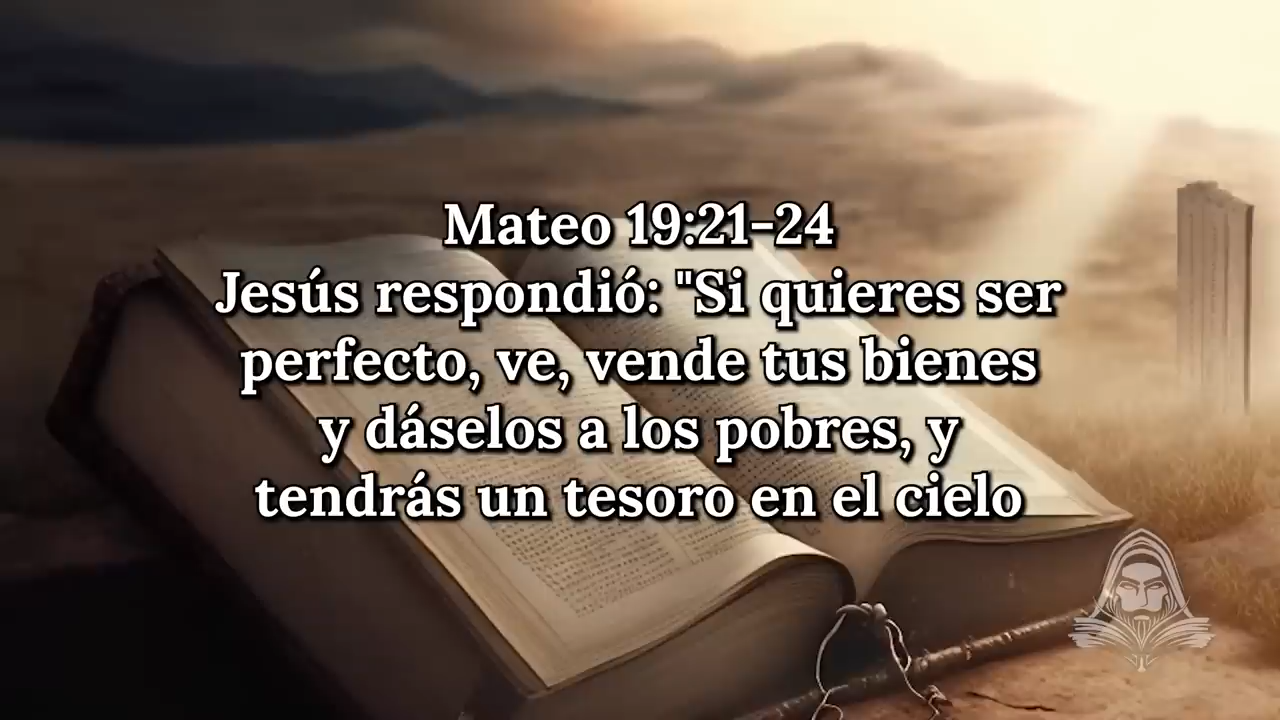 Mateo 19:21-24
Jesús respondió: "Si quieres ser
perfecto, ve, vende tus bienes
y dáselos a los pobres, y
tendrás un tesoro en el cielo